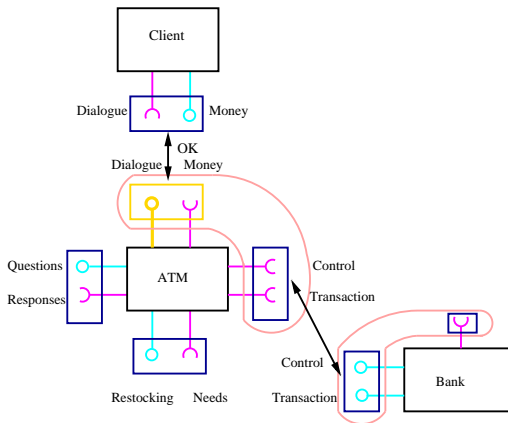 Client
Dialogue Money
OK
Dialogue Money
Questions
Responses
ATM
Control
Transaction
Restocking Needs
Control
Transaction
Bank